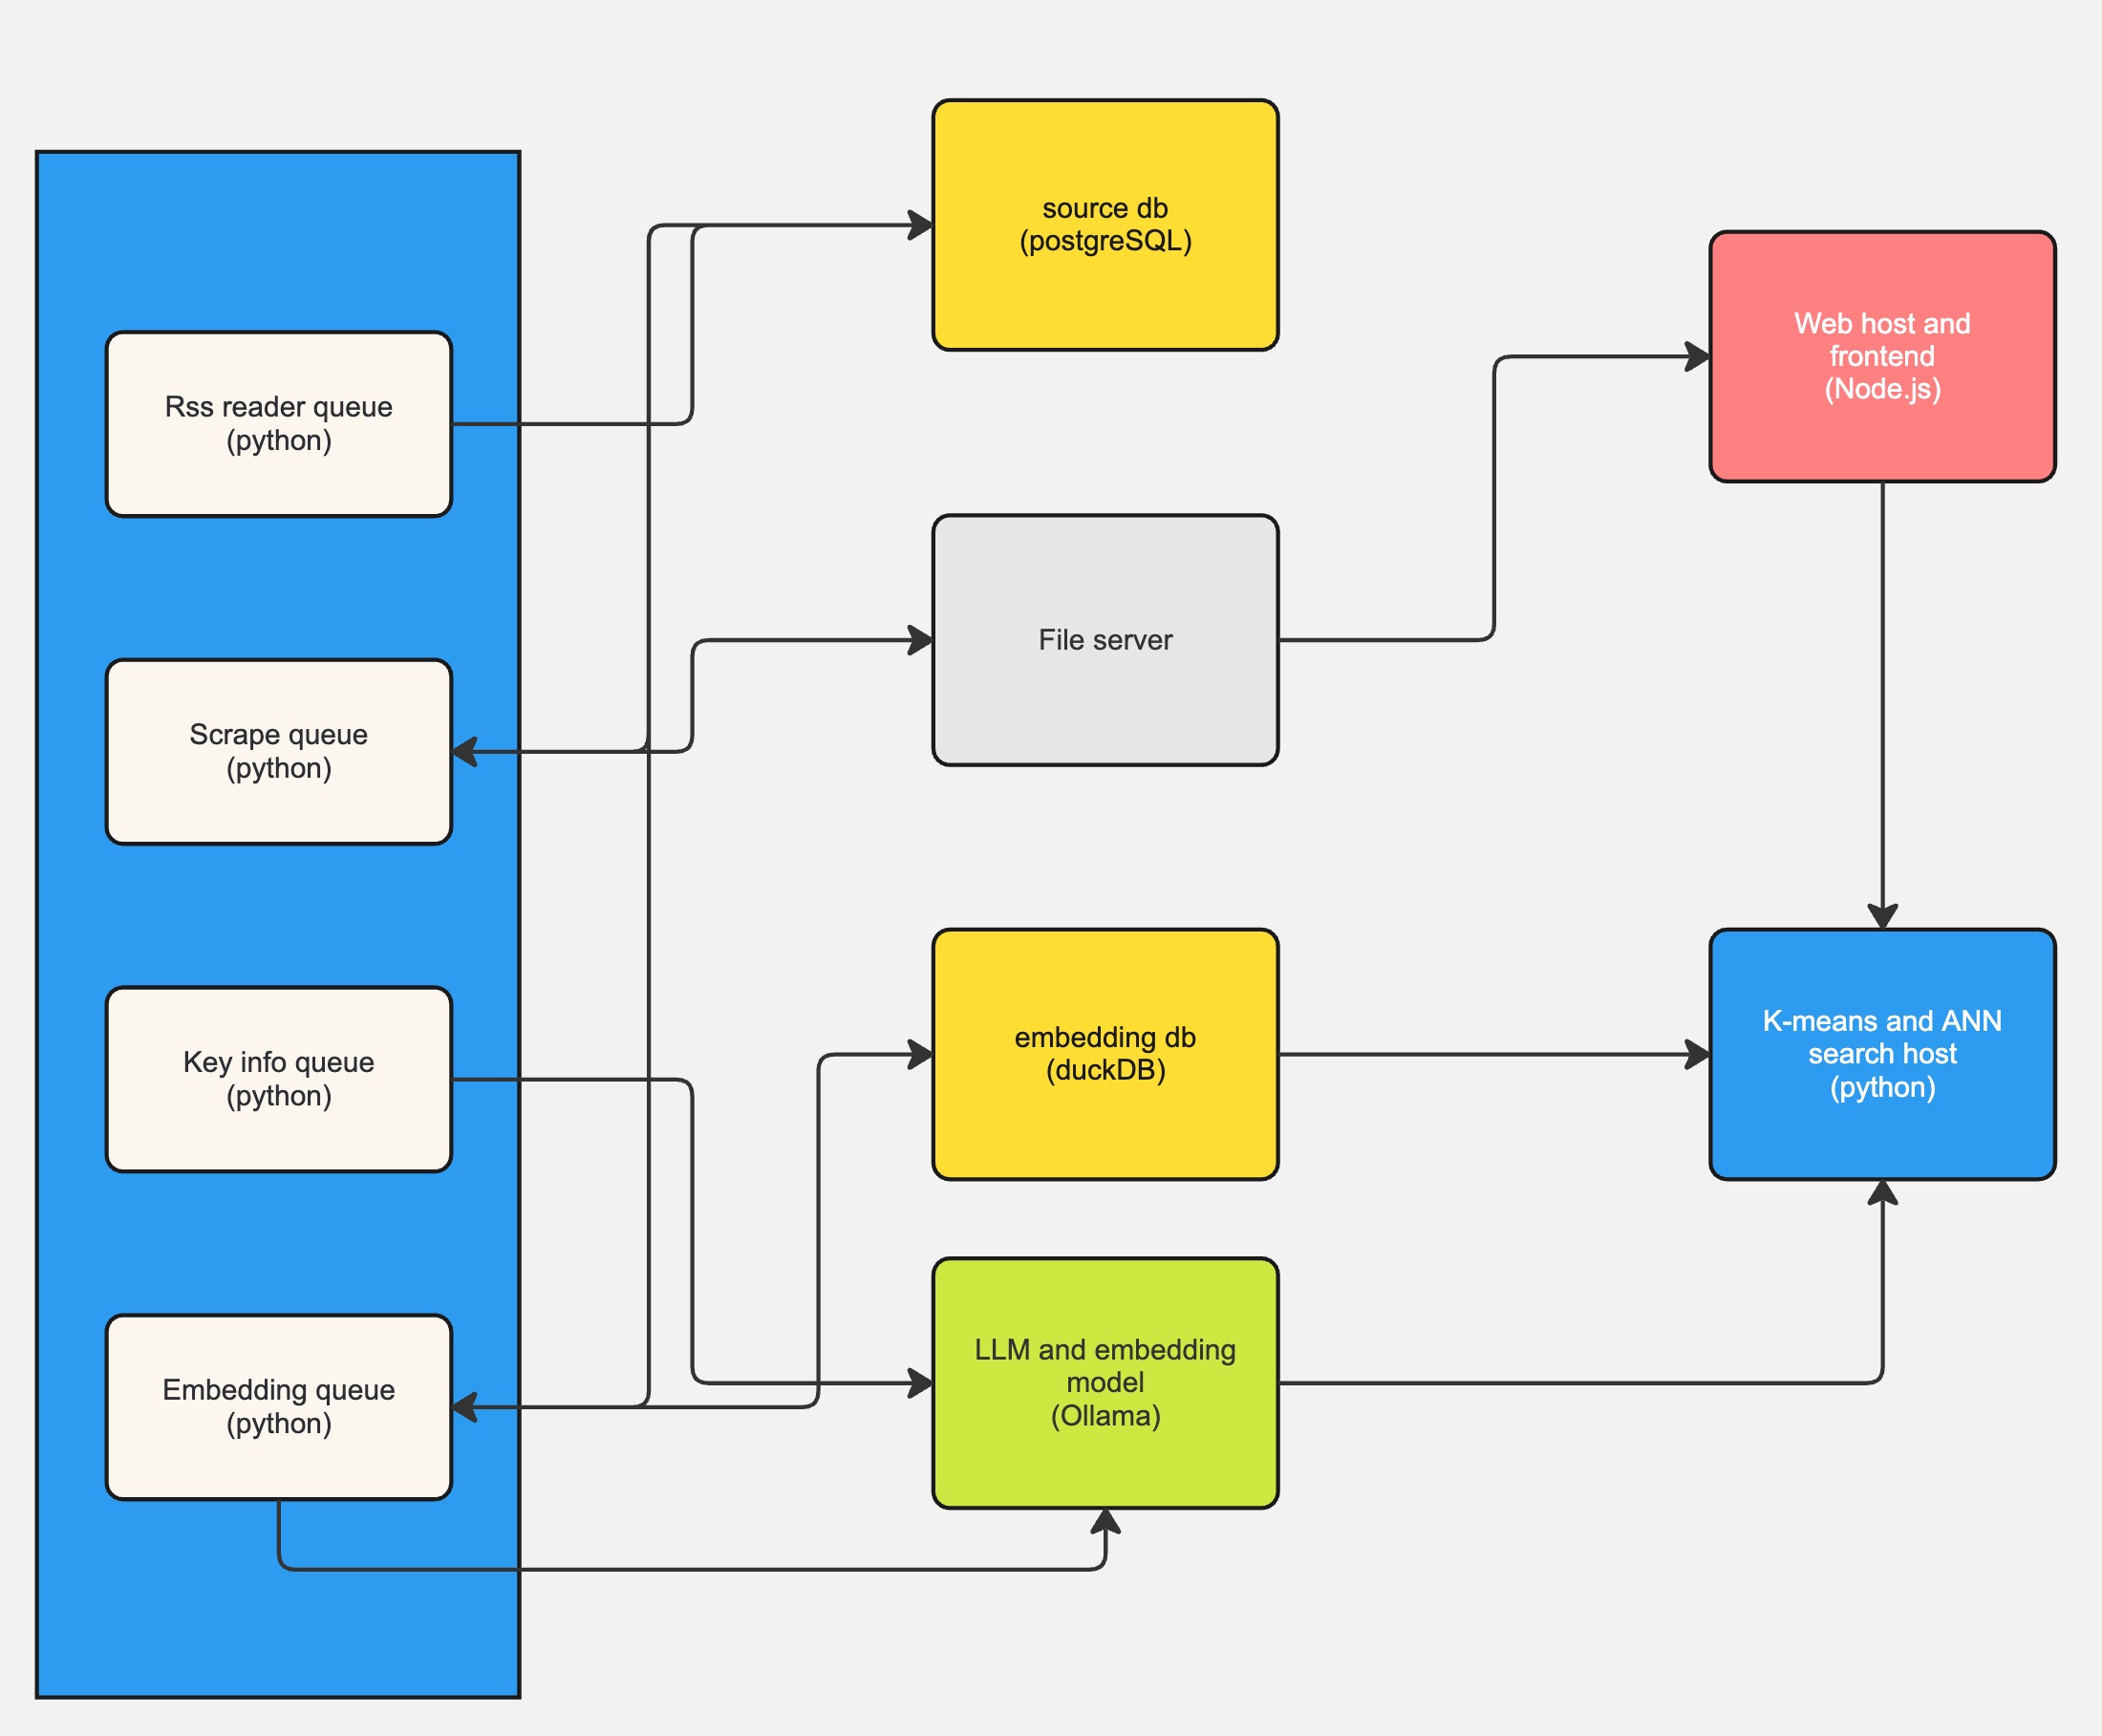 source db
(postgreSQL)
Web host and
frontend
(Node.js)
Rss reader queue
(python)
File server
Scrape queue
(python)
Key info queue
(python)
embedding db
(duckDB)
K-means and ANN
search host
(python)
Embedding queue
(python)
LLM and embedding
model
(Ollama)